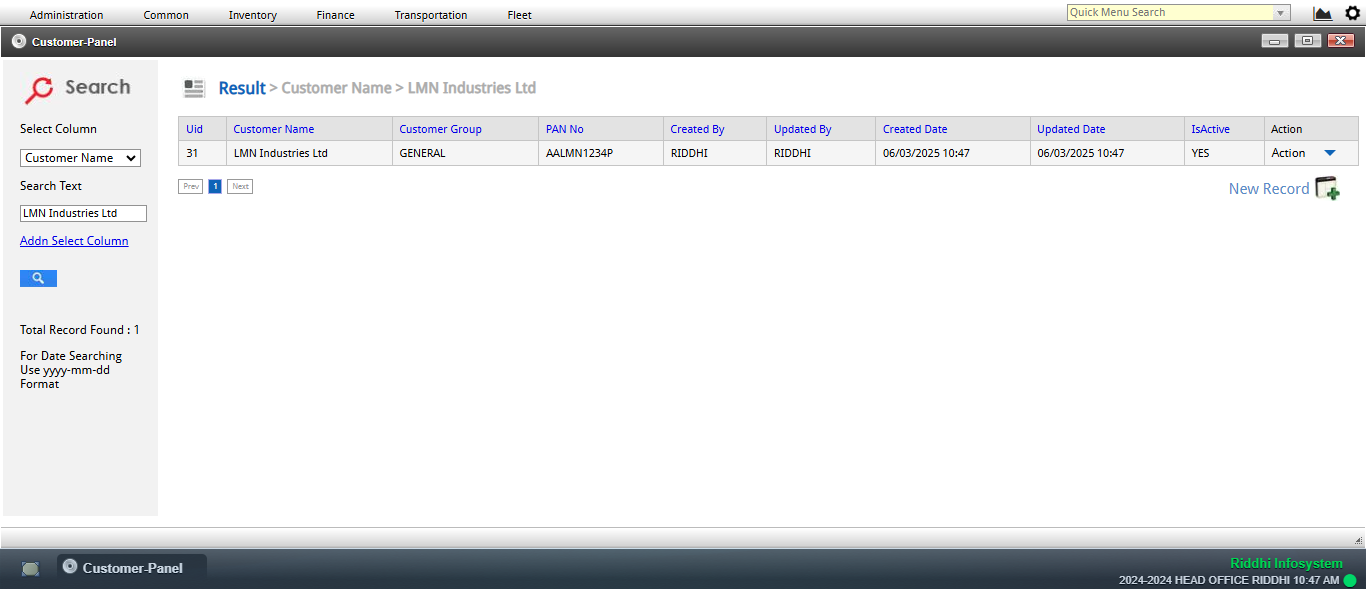 Administration Common Inventory Finance Transportation Fleet Quick Menu Search
Customer-Panel
Search
Select Column
Customer Name
Search Text
LMN Industries Ltd
Addn Select Column
Total Record Found : 1
For Date Searching
Use yyyy-mm-dd
Format
Result > Customer Name > LMN Industries Ltd
Uid Customer Name Customer Group PAN No Created By Updated By Created Date Updated Date IsActive Action
31 LMN Industries Ltd GENERAL AALMN1234P RIDDHI RIDDHI 06/03/2025 10:47 06/03/2025 10:47 YES Action
Prev 1 Next
New Record
Customer-Panel
Riddhi Infosystem
2024-2024 HEAD OFFICE RIDDHI 10:47 AM